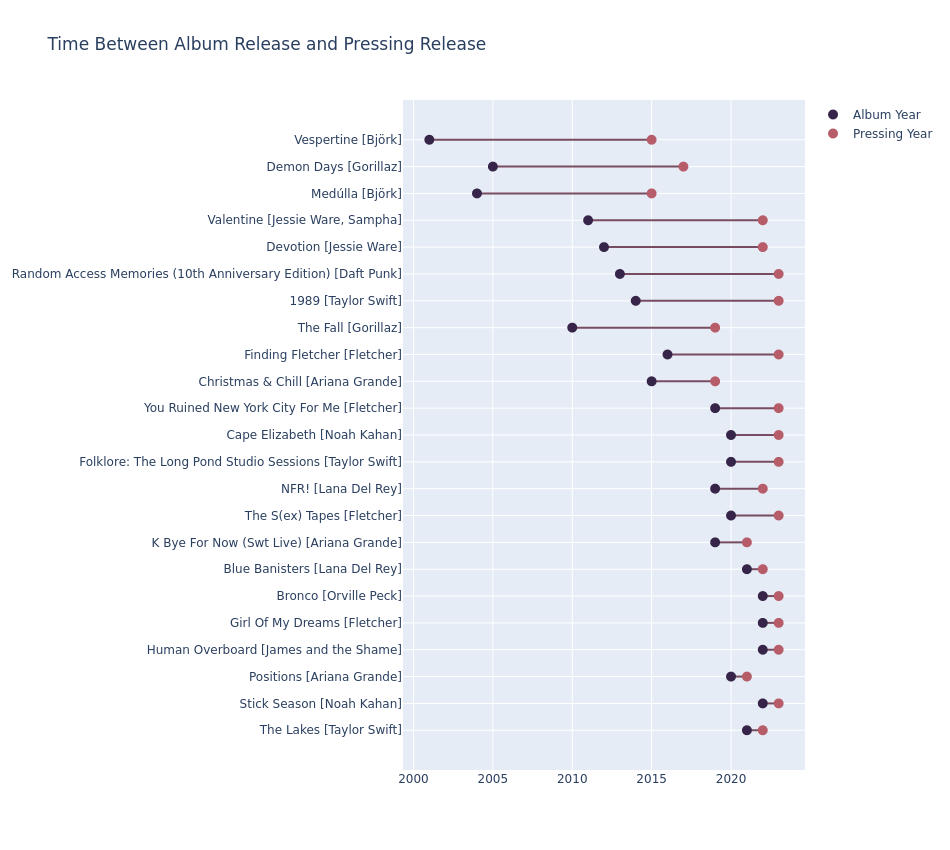 Time Between Album Release and Pressing Release
Album Year
Pressing Year
Vespertine [Björk]
Demon Days [Gorillaz]
Medúlla [Björk]
Valentine [Jessie Ware, Sampha]
Devotion [Jessie Ware]
Random Access Memories (10th Anniversary Edition) [Daft Punk]
1989 [Taylor Swift]
The Fall [Gorillaz]
Finding Fletcher [Fletcher]
Christmas & Chill [Ariana Grande]
You Ruined New York City For Me [Fletcher]
Cape Elizabeth [Noah Kahan]
Folklore: The Long Pond Studio Sessions [Taylor Swift]
NFR! [Lana Del Rey]
The S(ex) Tapes [Fletcher]
K Bye For Now (Swt Live) [Ariana Grande]
Blue Banisters [Lana Del Rey]
Bronco [Orville Peck]
Girl Of My Dreams [Fletcher]
Human Overboard [James and the Shame]
Positions [Ariana Grande]
Stick Season [Noah Kahan]
The Lakes [Taylor Swift]
2000 2005 2010 2015 2020